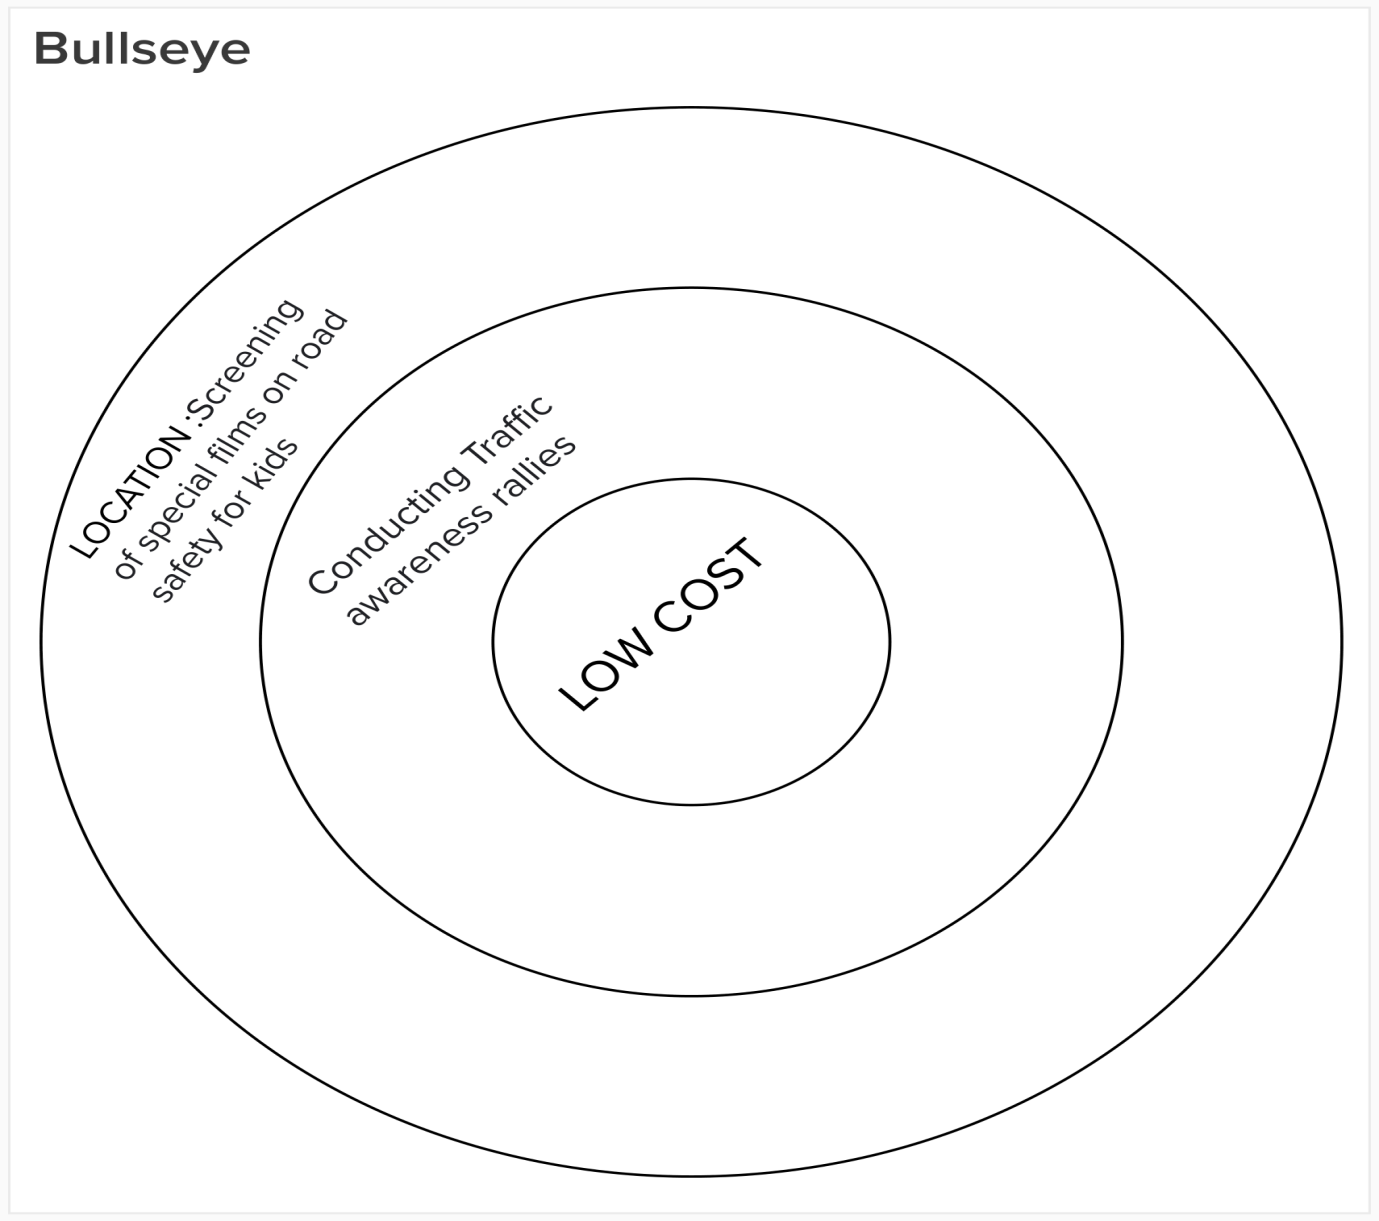 Bullseye
LOCATION :Screening
of special films on road
safety for kids
Conducting Traffic
awareness rallies
LOW COST